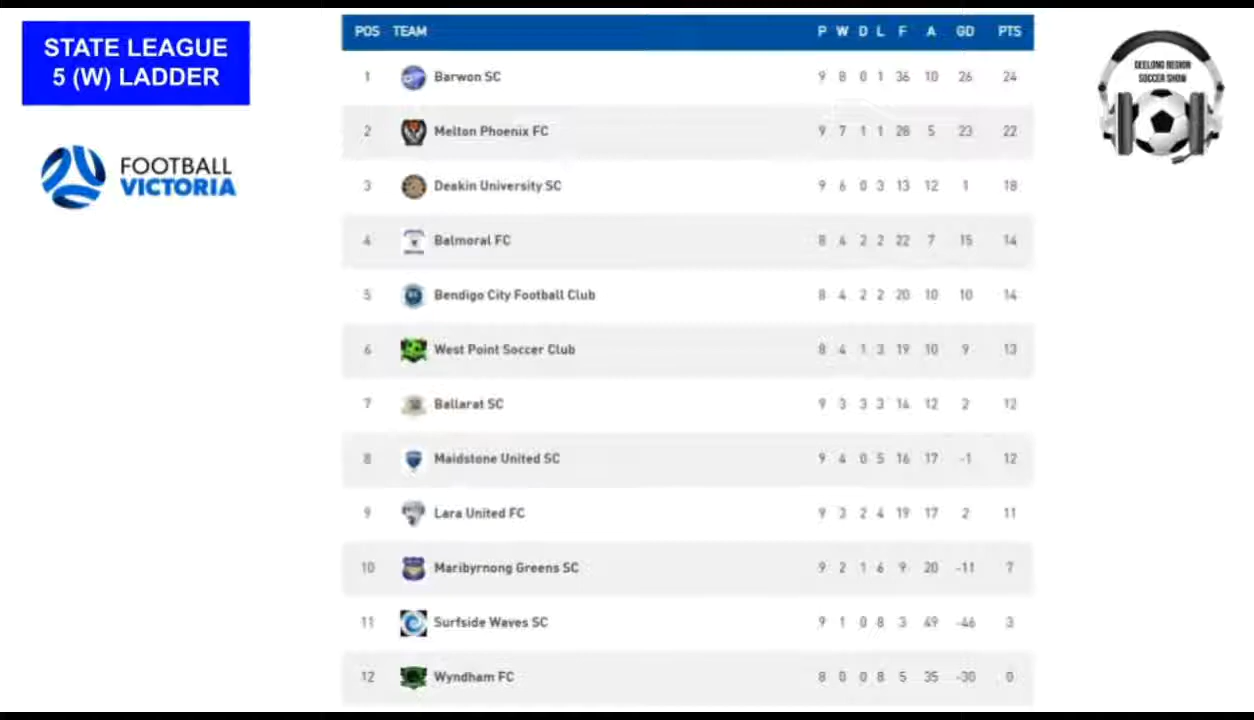 STATE LEAGUE
5 (W) LADDER
FOOTBALL
VICTORIA
GEELONG REGION
SOCCER SHOW
POS TEAM P W D L F A GD PTS
1 Barwon SC 9 8 0 1 36 10 26 24
2 Melton Phoenix FC 9 7 1 1 28 5 23 22
3 Deakin University SC 9 6 0 3 13 12 1 18
4 Balmoral FC 8 4 2 2 22 7 15 14
5 Bendigo City Football Club 8 4 2 2 20 10 10 14
6 West Point Soccer Club 8 4 1 3 19 10 9 13
7 Ballarat SC 9 3 3 3 14 12 2 12
8 Maidstone United SC 9 4 0 5 16 17 -1 12
9 Lara United FC 9 3 2 4 19 17 2 11
10 Maribyrnong Greens SC 9 2 1 6 9 20 -11 7
11 Surfside Waves SC 9 1 0 8 3 49 -46 3
12 Wyndham FC 8 0 0 8 5 35 -30 0